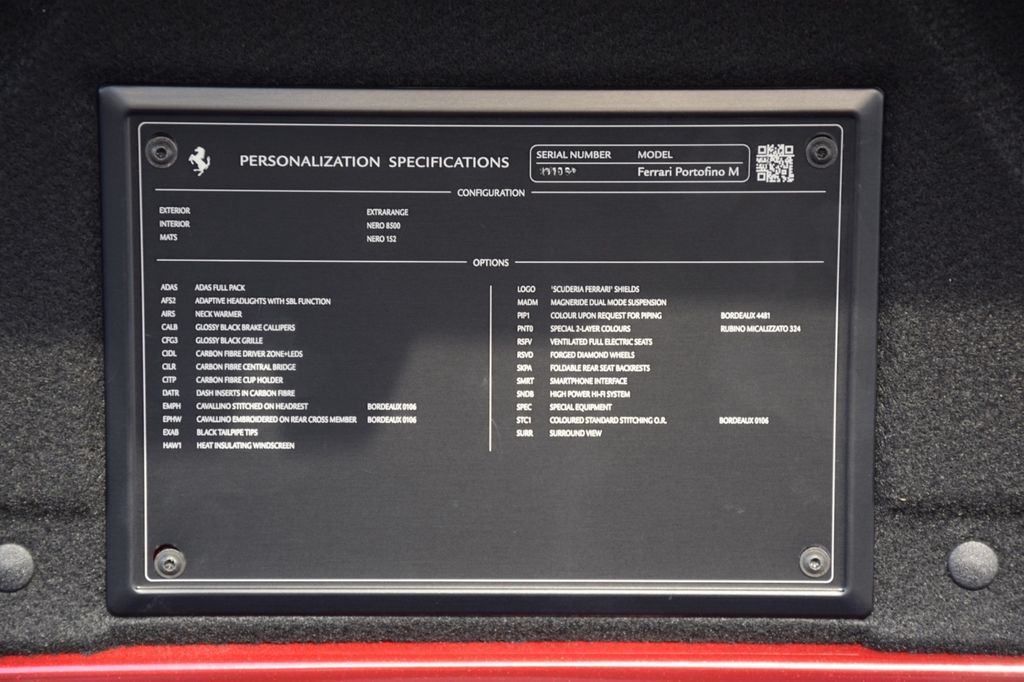 PERSONALIZATION SPECIFICATIONS
SERIAL NUMBER MODEL
Ferrari Portofino M
CONFIGURATION
EXTERIOR EXTRARANGE
INTERIOR NERO 8500
MATS NERO 152
OPTIONS
ADAS ADAS FULL PACK
AFS2 ADAPTIVE HEADLIGHTS WITH SBL FUNCTION
AIRS NECK WARMER
CALB GLOSSY BLACK BRAKE CALLIPERS
CFG3 GLOSSY BLACK GRILLE
CIDL CARBON FIBRE DRIVER ZONE+LEDS
CILR CARBON FIBRE CENTRAL BRIDGE
CITP CARBON FIBRE CUP HOLDER
DATR DASH INSERTS IN CARBON FIBRE
EMPH CAVALLINO STITCHED ON HEADREST BORDEAUX 0106
EPHW CAVALLINO EMBROIDERED ON REAR CROSS MEMBER BORDEAUX 0106
EXAB BLACK TAILPIPE TIPS
HAW1 HEAT INSULATING WINDSCREEN
LOGO 'SCUDERIA FERRARI' SHIELDS
MADM MAGNERIDE DUAL MODE SUSPENSION
PIP1 COLOUR UPON REQUEST FOR PIPING BORDEAUX 4481
PNT0 SPECIAL 2-LAYER COLOURS RUBINO MICALIZZATO 324
RSFV VENTILATED FULL ELECTRIC SEATS
RSVD FORGED DIAMOND WHEELS
SKPA FOLDABLE REAR SEAT BACKRESTS
SMRT SMARTPHONE INTERFACE
SNDB HIGH POWER HI-FI SYSTEM
SPEC SPECIAL EQUIPMENT
STC1 COLOURED STANDARD STITCHING O.R. BORDEAUX 0106
SURR SURROUND VIEW